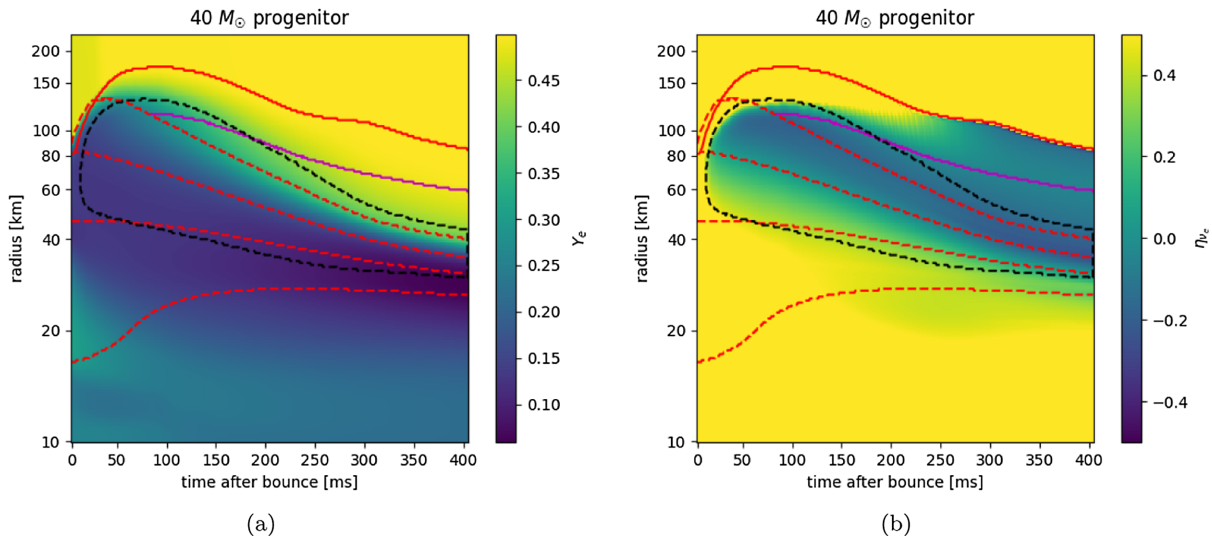 40 M☉ progenitor
200
150
100
80
60
40
20
10
radius [km]
0 50 100 150 200 250 300 350 400
time after bounce [ms]
0.45
0.40
0.35
0.30
0.25
0.20
0.15
0.10
Yₑ
(a)
40 M☉ progenitor
200
150
100
80
60
40
20
10
radius [km]
0 50 100 150 200 250 300 350 400
time after bounce [ms]
0.4
0.2
0.0
−0.2
−0.4
η_νₑ
(b)